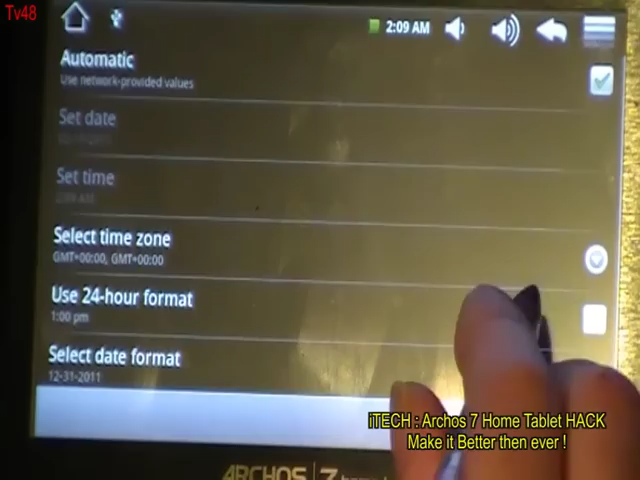 Tv48
2:09 AM
Automatic
Use network-provided values
Set date
Set time
Select time zone
GMT+00:00, GMT+00:00
Use 24-hour format
1:00 pm
Select date format
12-31-2011
iTECH : Archos 7 Home Tablet HACK
Make it Better then ever !
ARCHOS 7